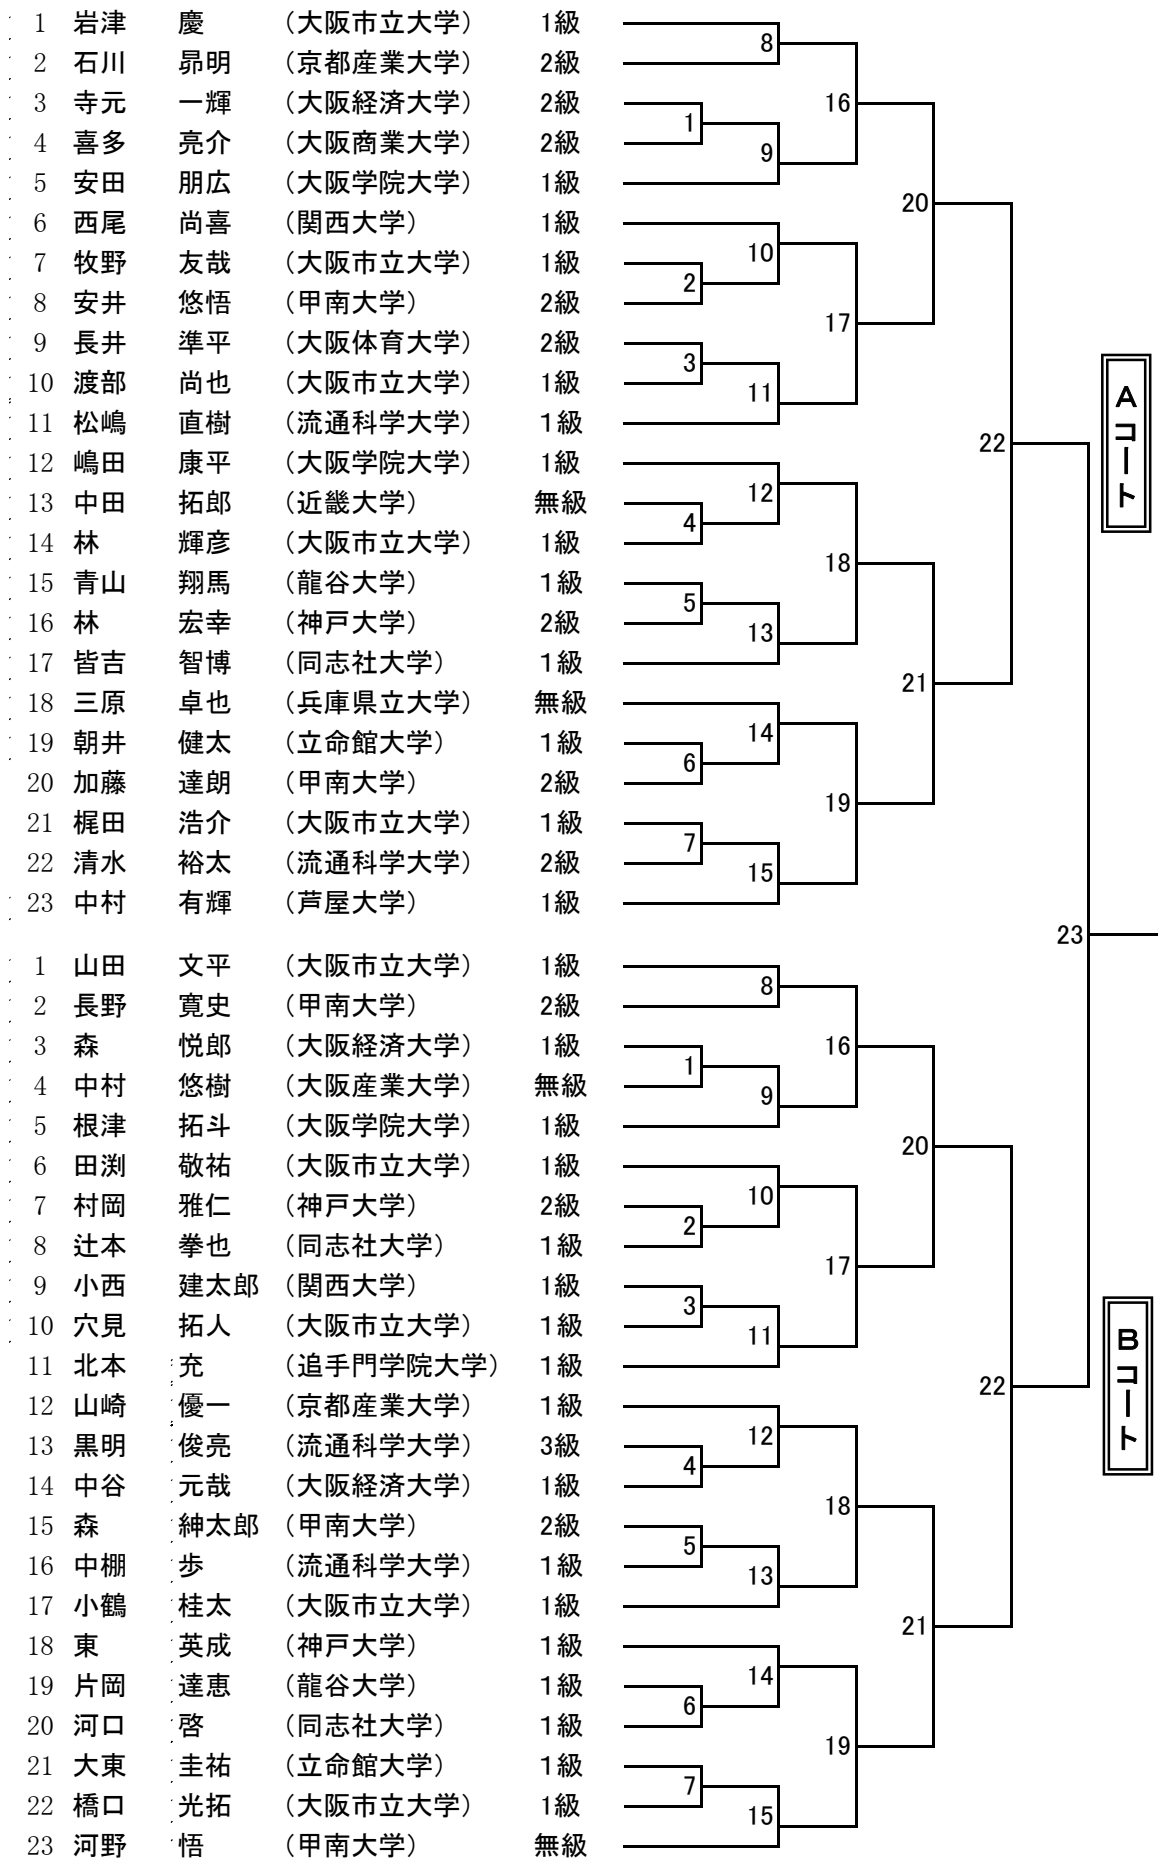 1 岩津 慶 (大阪市立大学) 1級
2 石川 昴明 (京都産業大学) 2級
3 寺元 一輝 (大阪経済大学) 2級
4 喜多 亮介 (大阪商業大学) 2級
5 安田 朋広 (大阪学院大学) 1級
6 西尾 尚喜 (関西大学) 1級
7 牧野 友哉 (大阪市立大学) 1級
8 安井 悠悟 (甲南大学) 2級
9 長井 準平 (大阪体育大学) 2級
10 渡部 尚也 (大阪市立大学) 1級
11 松嶋 直樹 (流通科学大学) 1級
12 嶋田 康平 (大阪学院大学) 1級
13 中田 拓郎 (近畿大学) 無級
14 林 輝彦 (大阪市立大学) 1級
15 青山 翔馬 (龍谷大学) 1級
16 林 宏幸 (神戸大学) 2級
17 皆吉 智博 (同志社大学) 1級
18 三原 卓也 (兵庫県立大学) 無級
19 朝井 健太 (立命館大学) 1級
20 加藤 達朗 (甲南大学) 2級
21 梶田 浩介 (大阪市立大学) 1級
22 清水 裕太 (流通科学大学) 2級
23 中村 有輝 (芦屋大学) 1級
8
16
1
9
20
10
2
17
3
11
22
12
4
18
5
13
21
14
6
19
7
15
Aコート
23
1 山田 文平 (大阪市立大学) 1級
2 長野 寛史 (甲南大学) 2級
3 森 悦郎 (大阪経済大学) 1級
4 中村 悠樹 (大阪産業大学) 無級
5 根津 拓斗 (大阪学院大学) 1級
6 田渕 敬祐 (大阪市立大学) 1級
7 村岡 雅仁 (神戸大学) 2級
8 辻本 拳也 (同志社大学) 1級
9 小西 建太郎 (関西大学) 1級
10 穴見 拓人 (大阪市立大学) 1級
11 北本 充 (追手門学院大学) 1級
12 山崎 優一 (京都産業大学) 1級
13 黒明 俊亮 (流通科学大学) 3級
14 中谷 元哉 (大阪経済大学) 1級
15 森 紳太郎 (甲南大学) 2級
16 中棚 歩 (流通科学大学) 1級
17 小鶴 桂太 (大阪市立大学) 1級
18 東 英成 (神戸大学) 1級
19 片岡 達恵 (龍谷大学) 1級
20 河口 啓 (同志社大学) 1級
21 大東 圭祐 (立命館大学) 1級
22 橋口 光拓 (大阪市立大学) 1級
23 河野 悟 (甲南大学) 無級
8
16
1
9
20
10
2
17
3
11
22
12
4
18
5
13
21
14
6
19
7
15
Bコート